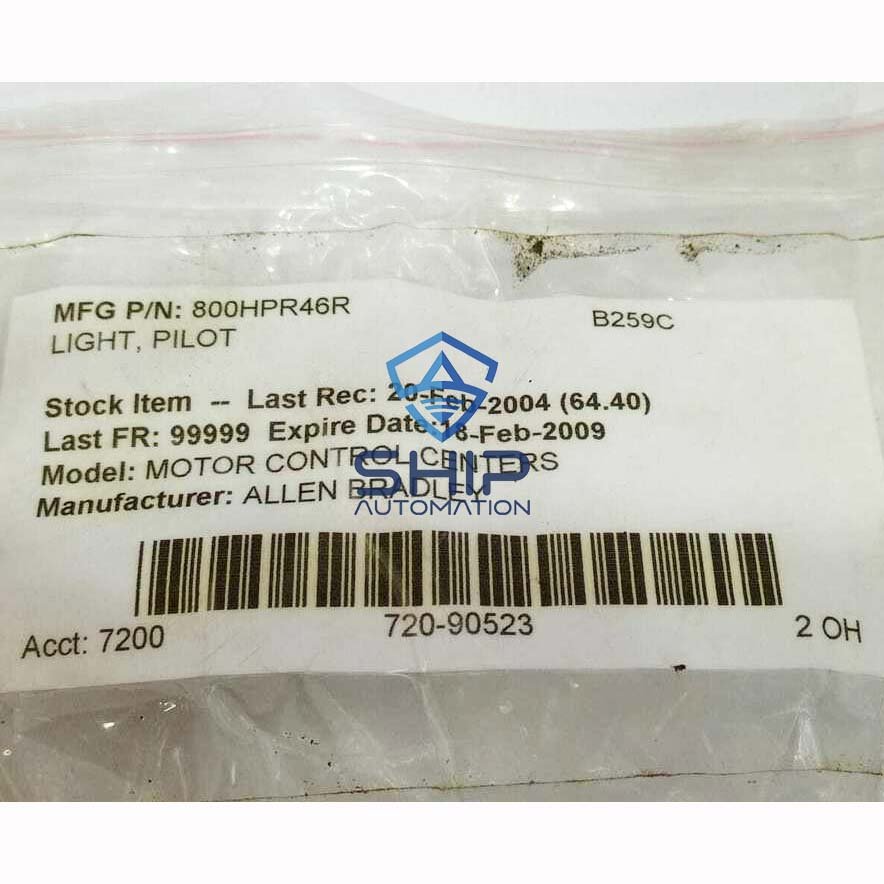 MFG P/N: 800HPR46R B259C
LIGHT, PILOT
Stock Item -- Last Rec: 20-Feb-2004 (64.40)
Last FR: 99999 Expire Date:18-Feb-2009
Model: MOTOR CONTROL CENTERS
Manufacturer: ALLEN BRADLEY
SHIP
AUTOMATION
720-90523
Acct: 7200 2 OH